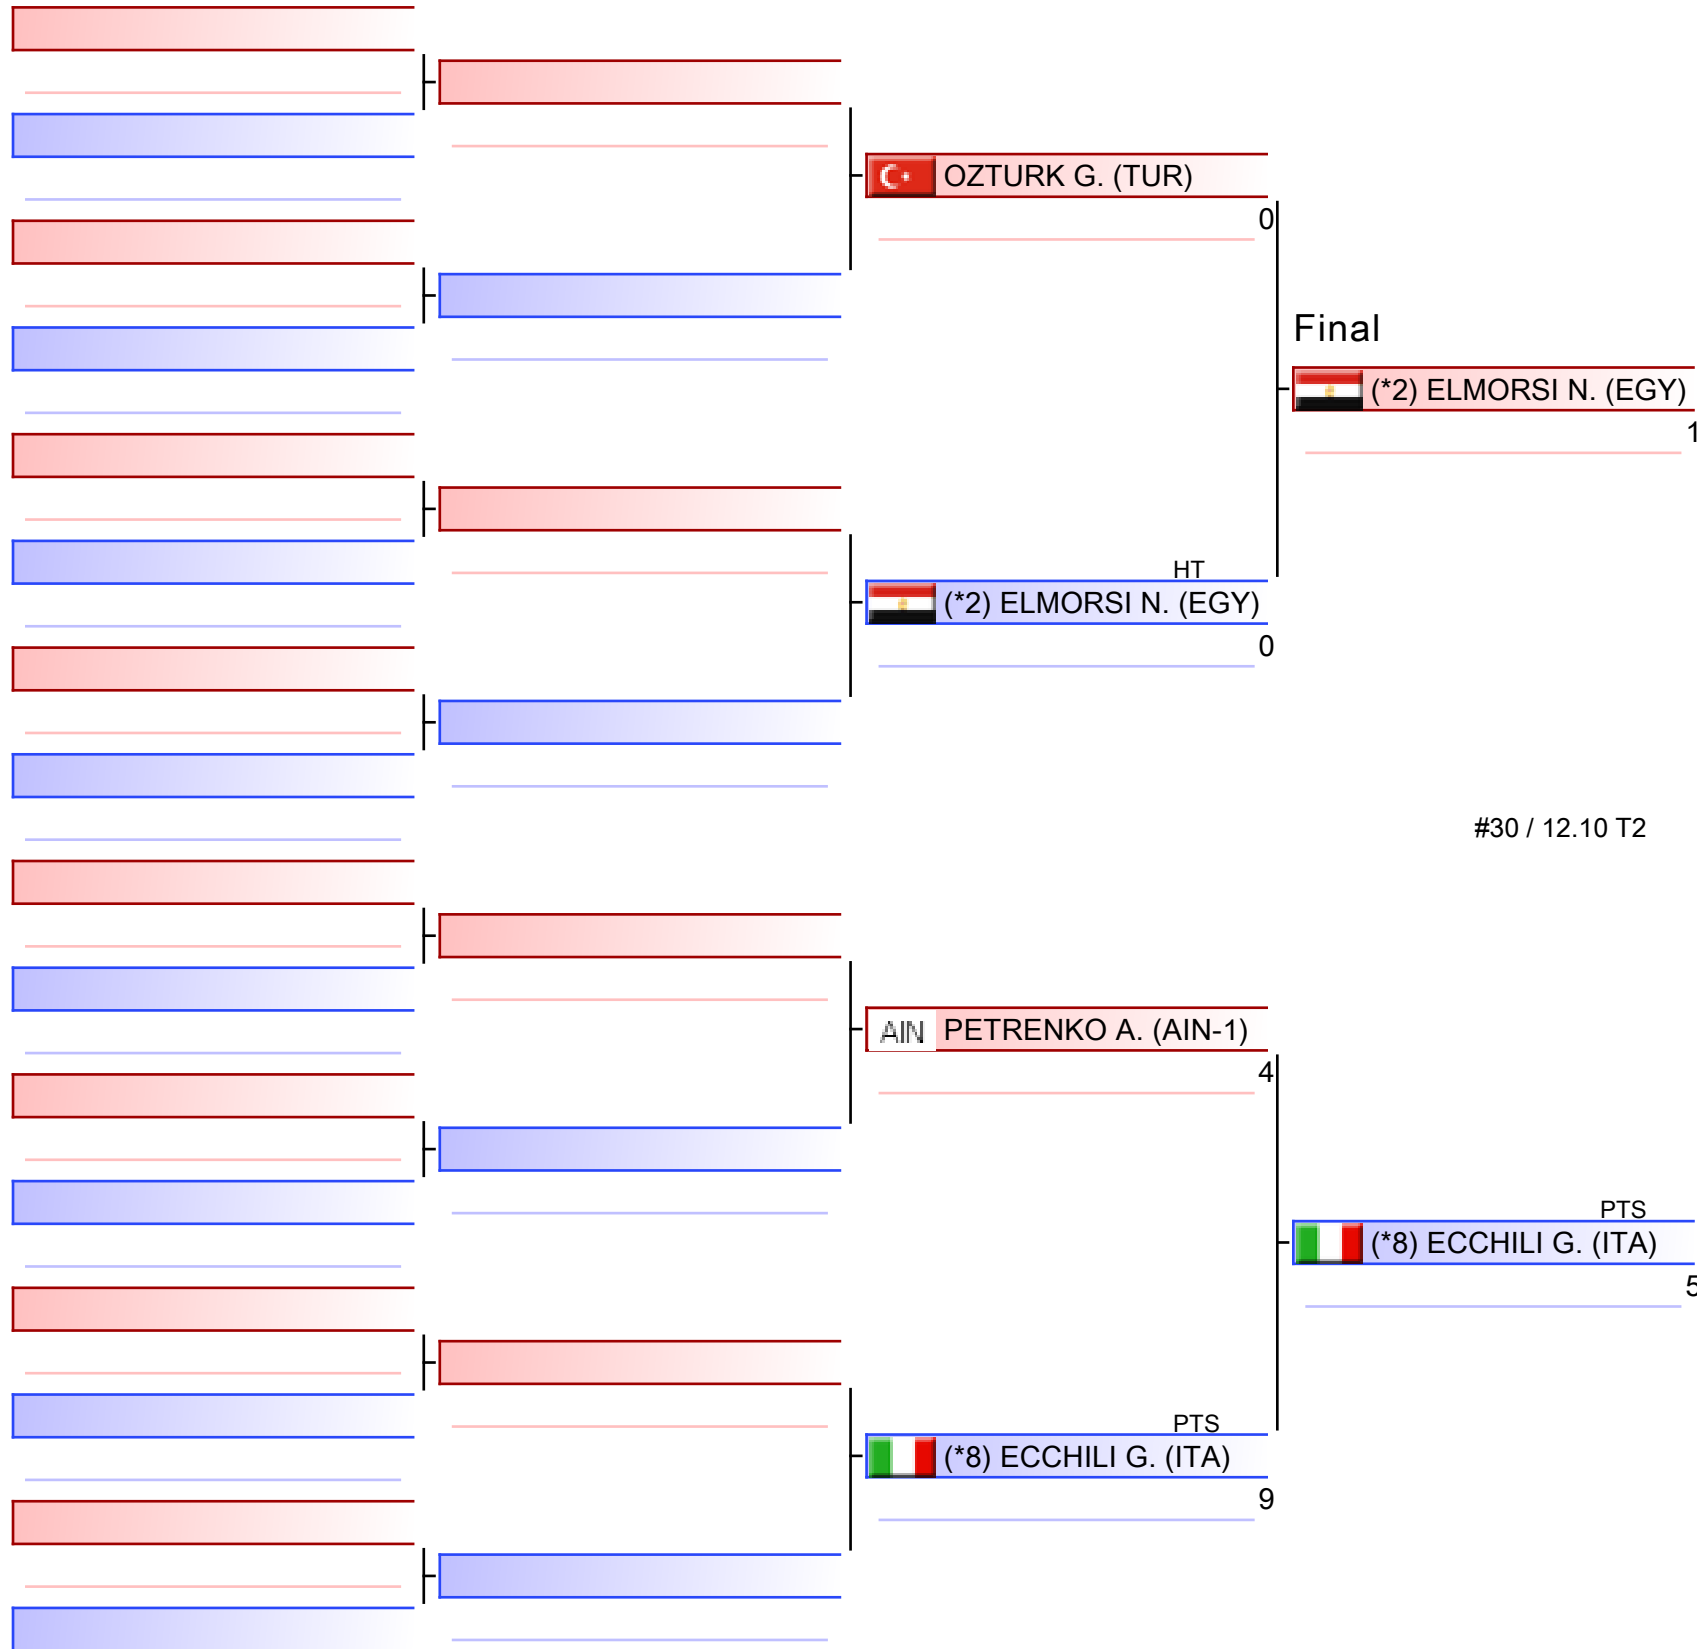 OZTURK G. (TUR)
0
Final
(*2) ELMORSI N. (EGY)
1
HT
(*2) ELMORSI N. (EGY)
0
#30 / 12.10 T2
AIN PETRENKO A. (AIN-1)
4
PTS
(*8) ECCHILI G. (ITA)
5
PTS
(*8) ECCHILI G. (ITA)
9